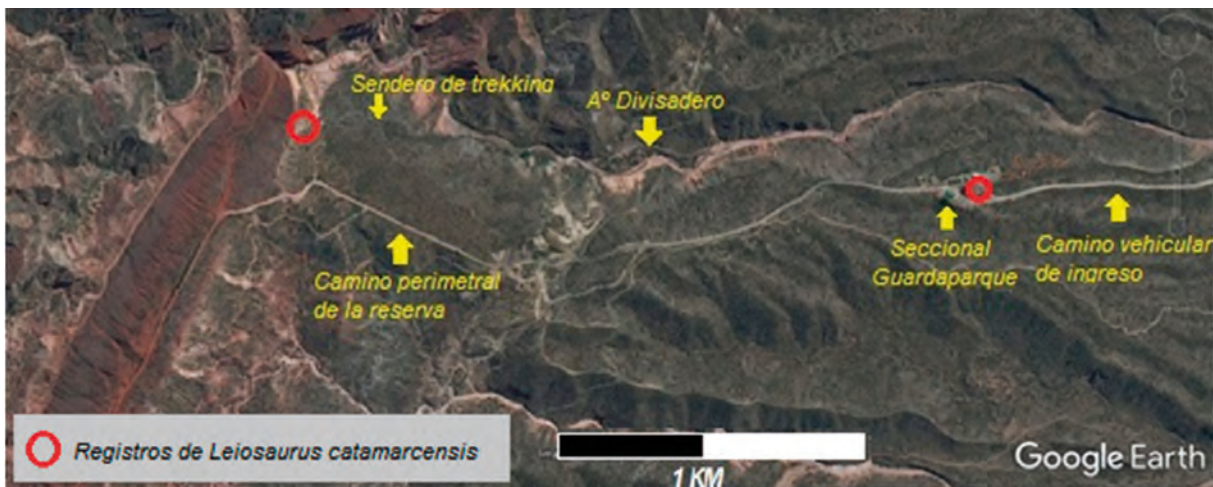 Sendero de trekking
Aº Divisadero
Camino perimetral
de la reserva
Seccional
Guardaparque
Camino vehicular
de ingreso
Registros de Leiosaurus catamarcensis
1 KM
Google Earth